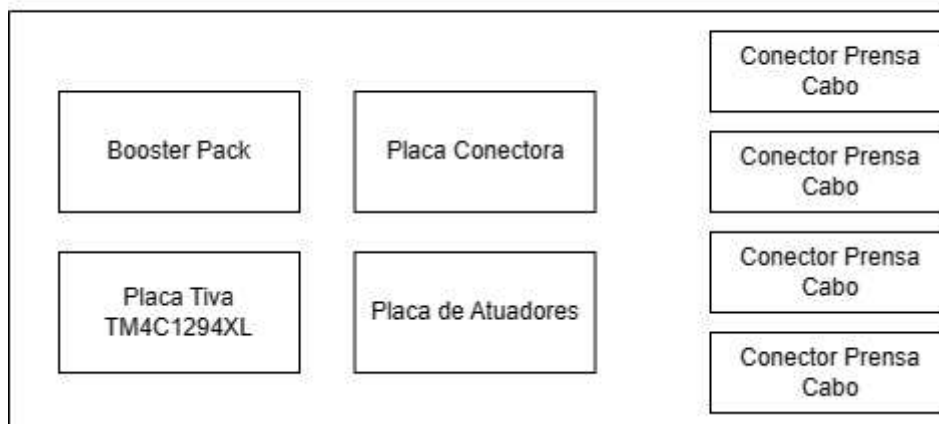 Booster Pack
Placa Conectora
Placa Tiva
TM4C1294XL
Placa de Atuadores
Conector Prensa
Cabo
Conector Prensa
Cabo
Conector Prensa
Cabo
Conector Prensa
Cabo